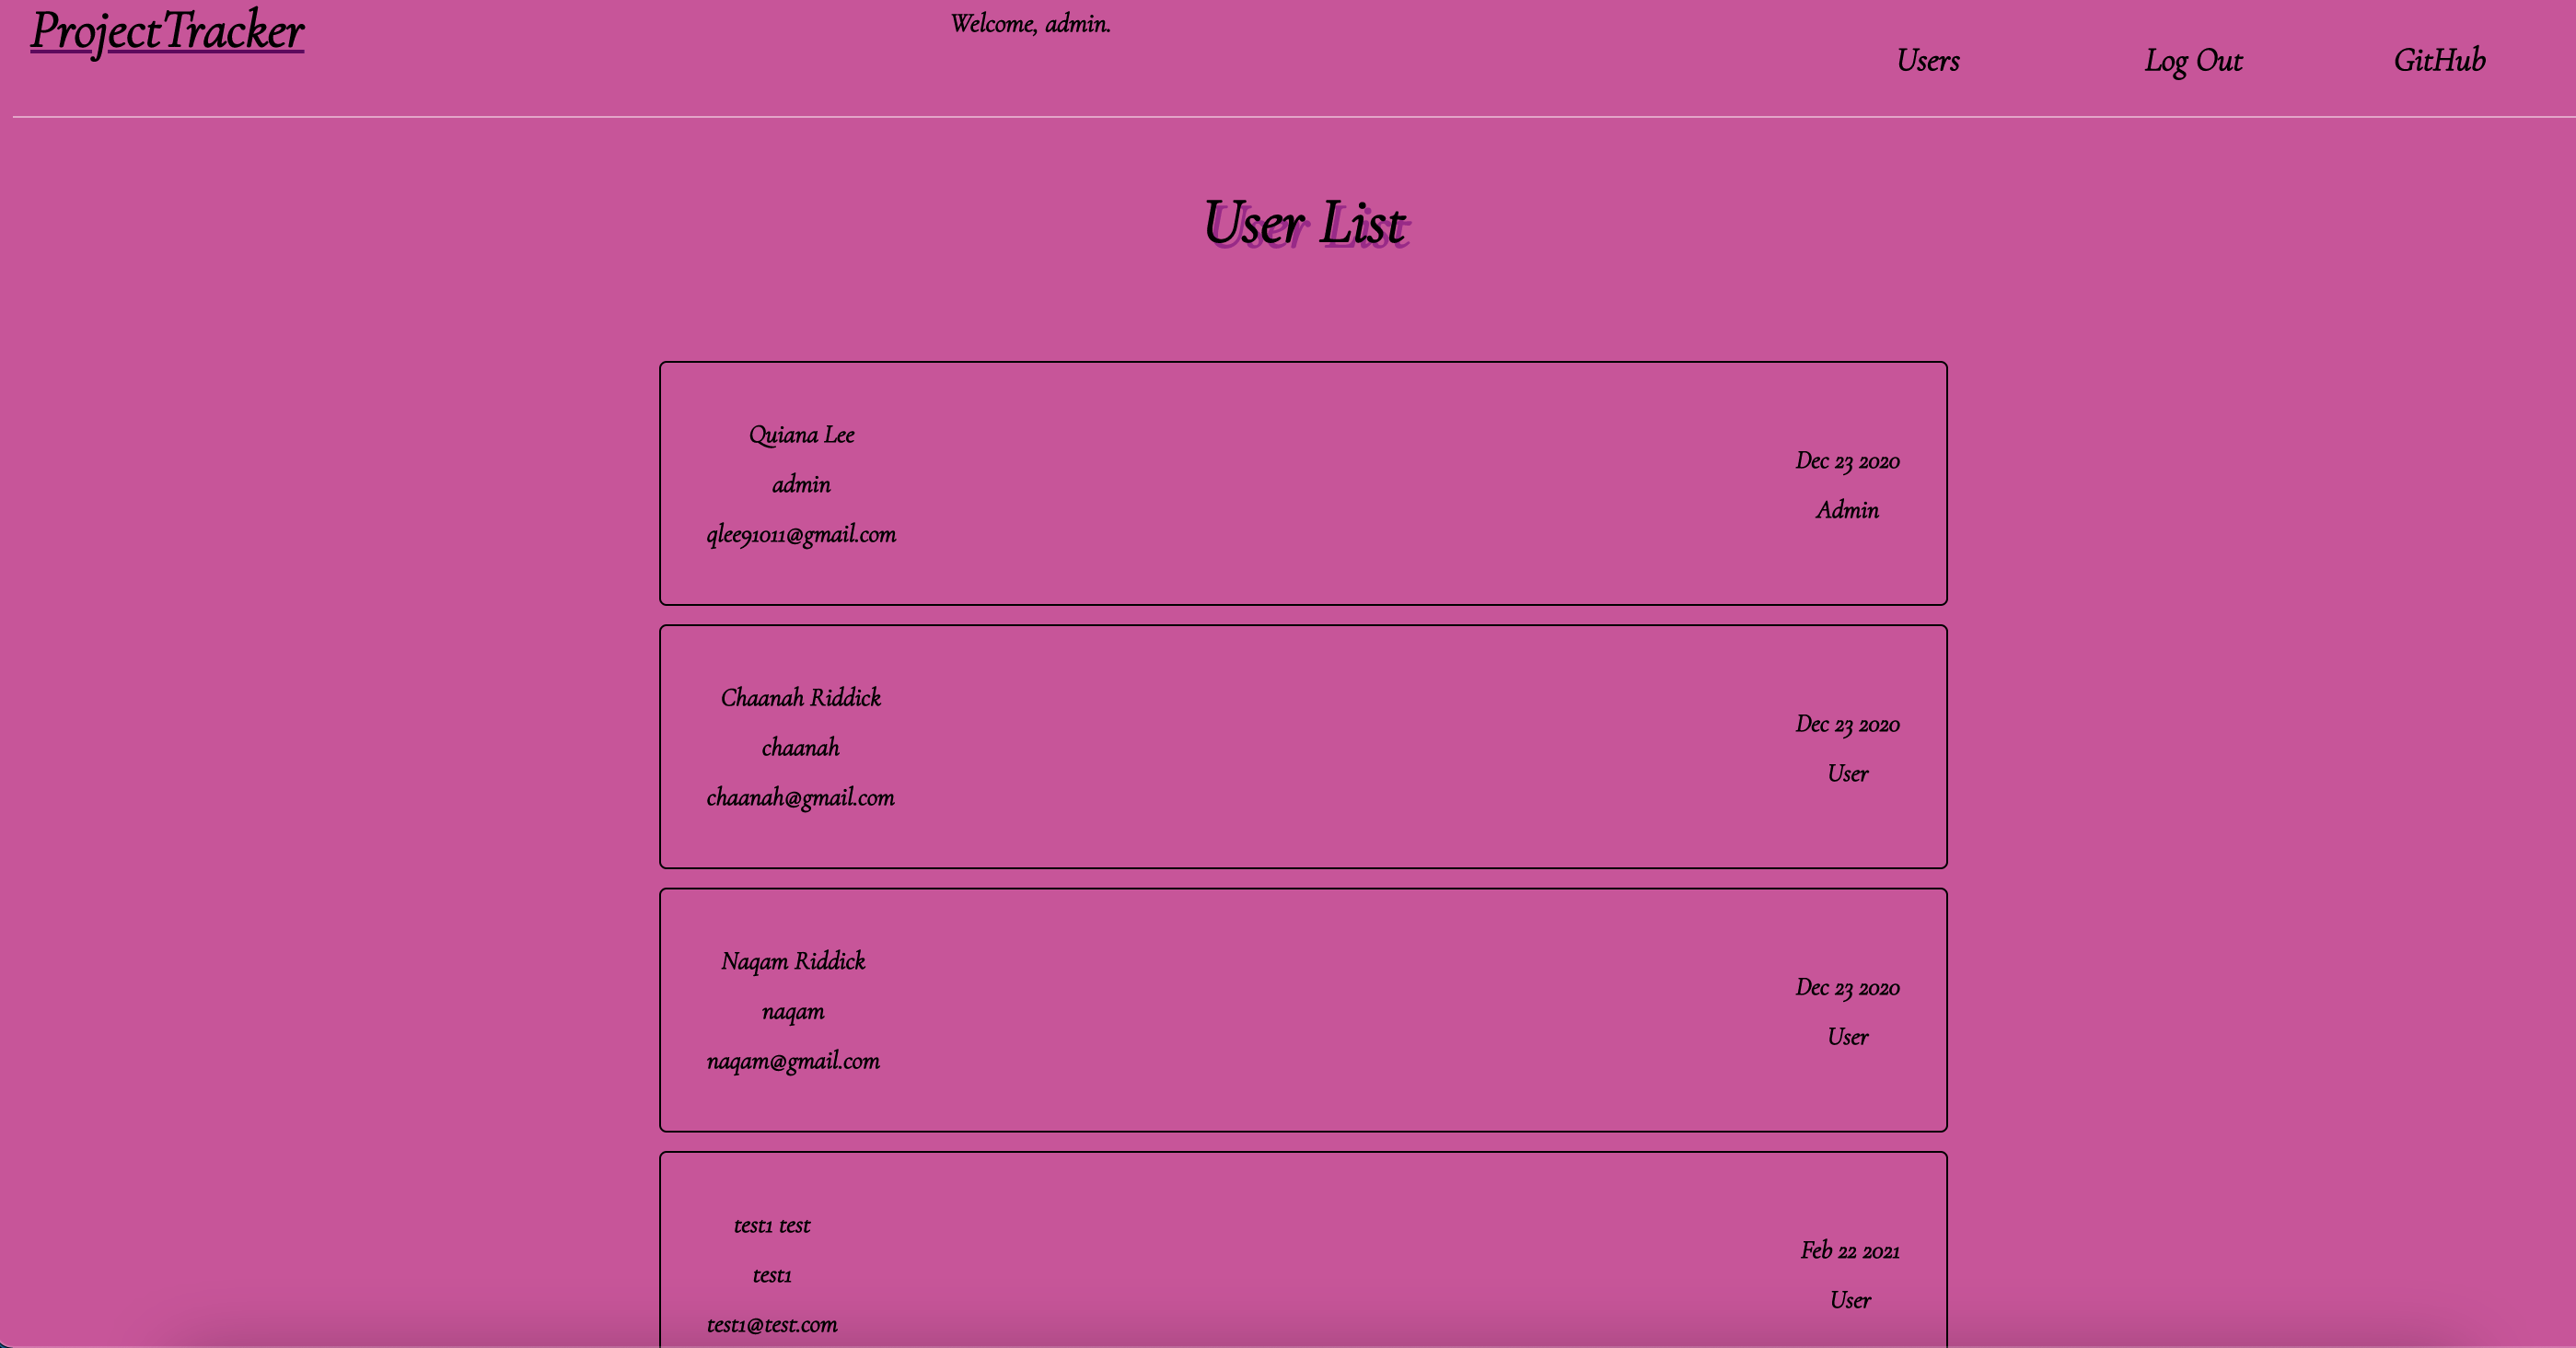 ProjectTracker
Welcome, admin.
Users
Log Out
GitHub
User List
Quiana Lee
admin
qlee91011@gmail.com
Dec 23 2020
Admin
Chaanah Riddick
chaanah
chaanah@gmail.com
Dec 23 2020
User
Naqam Riddick
naqam
naqam@gmail.com
Dec 23 2020
User
test1 test
test1
test1@test.com
Feb 22 2021
User